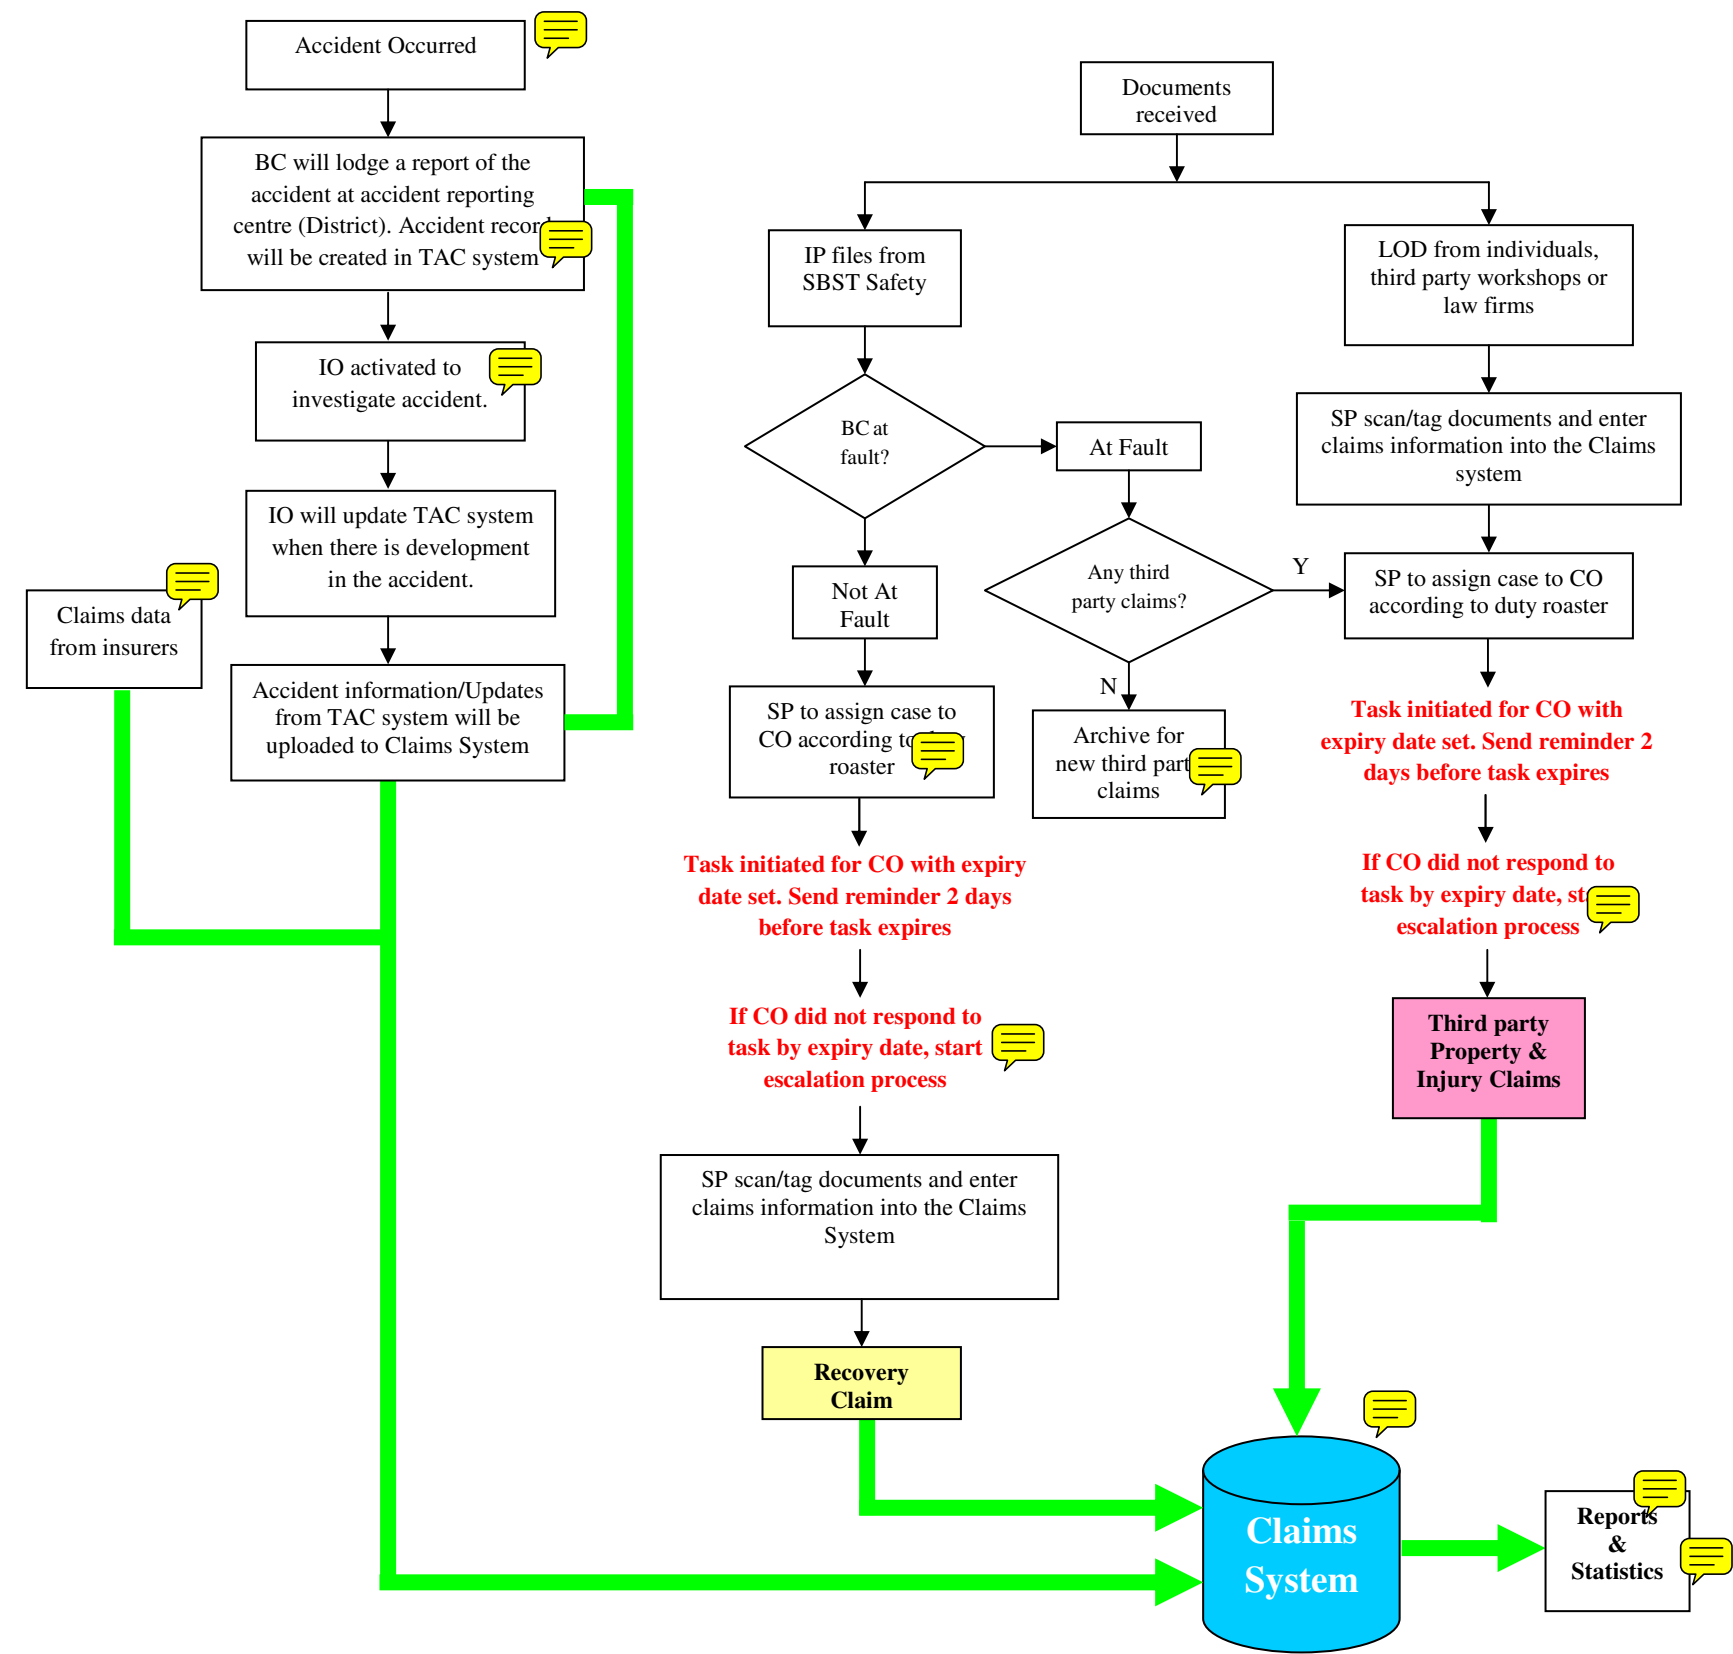 Accident Occurred
BC will lodge a report of the
accident at accident reporting
centre (District). Accident
will be created in TAC system
IO activated to
investigate accident.
IO will update TAC system
when there is development
in the accident.
Claims data
from insurers
Accident information/Updates
from TAC system will be
uploaded to Claims System
Documents
received
IP files from
SBST Safety
BC at
fault?
At Fault
Not At
Fault
Any third
party claims?
Y
N
SP to assign case to
CO according to
roaster
Archive for
new third
claims
Task initiated for CO with expiry
date set. Send reminder 2 days
before task expires
If CO did not respond to
task by expiry date, start
escalation process
SP scan/tag documents and enter
claims information into the Claims
System
Recovery
Claim
LOD from individuals,
third party workshops or
law firms
SP scan/tag documents and enter
claims information into the Claims
system
SP to assign case to CO
according to duty roaster
Task initiated for CO with
expiry date set. Send reminder 2
days before task expires
If CO did not respond to
task by expiry date,
escalation process
Third party
Property &
Injury Claims
Claims
System
Reports
&
Statistics